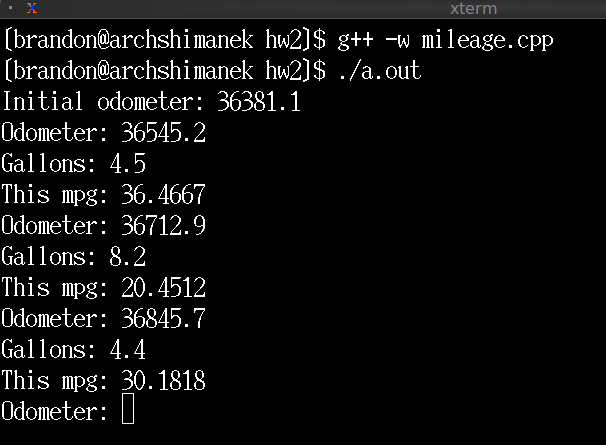 xterm
[brandon@archshimanek hw2]$ g++ -w mileage.cpp
[brandon@archshimanek hw2]$ ./a.out
Initial odometer: 36381.1
Odometer: 36545.2
Gallons: 4.5
This mpg: 36.4667
Odometer: 36712.9
Gallons: 8.2
This mpg: 20.4512
Odometer: 36845.7
Gallons: 4.4
This mpg: 30.1818
Odometer: